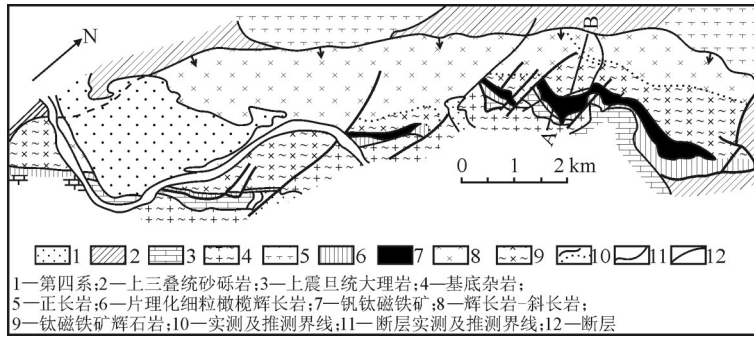 N
B
A
0 1 2 km
1 2 3 4 5 6 7 8 9 10 11 12
1—第四系;2—上三叠统砂砾岩;3—上震旦统大理岩;4—基底杂岩;
5—正长岩;6—片理化细粒橄榄辉长岩;7—钒钛磁铁矿;8—辉长岩-斜长岩;
9—钛磁铁矿辉石岩;10—实测及推测界线;11—断层实测及推测界线;12—断层